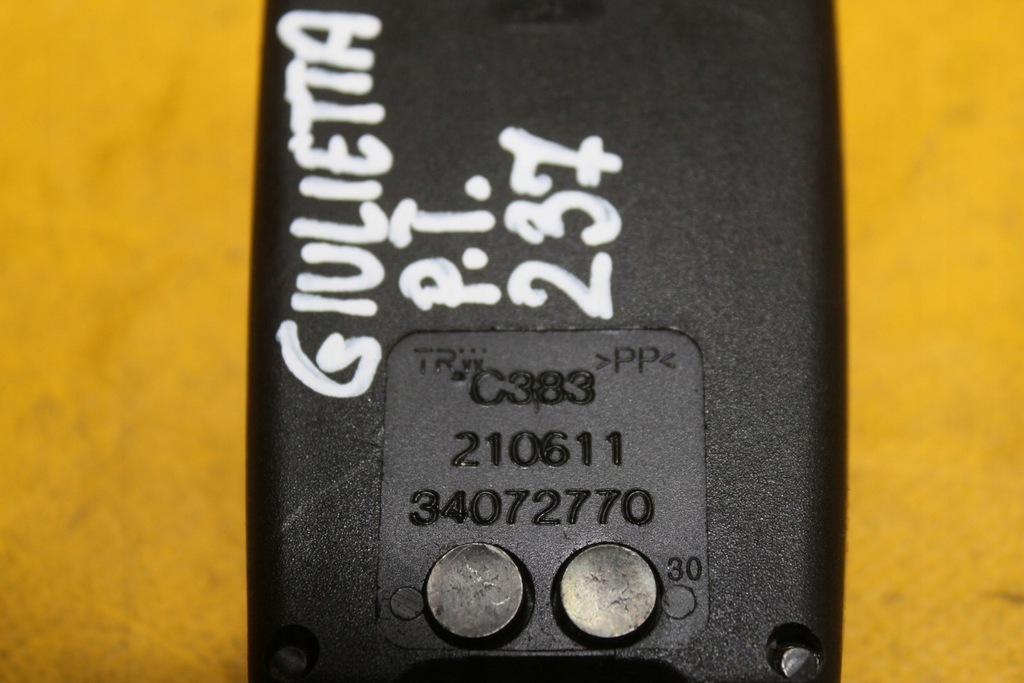 GIULIETTA
P.T.
237
TRW >PP<
C383
210611
34072770
30